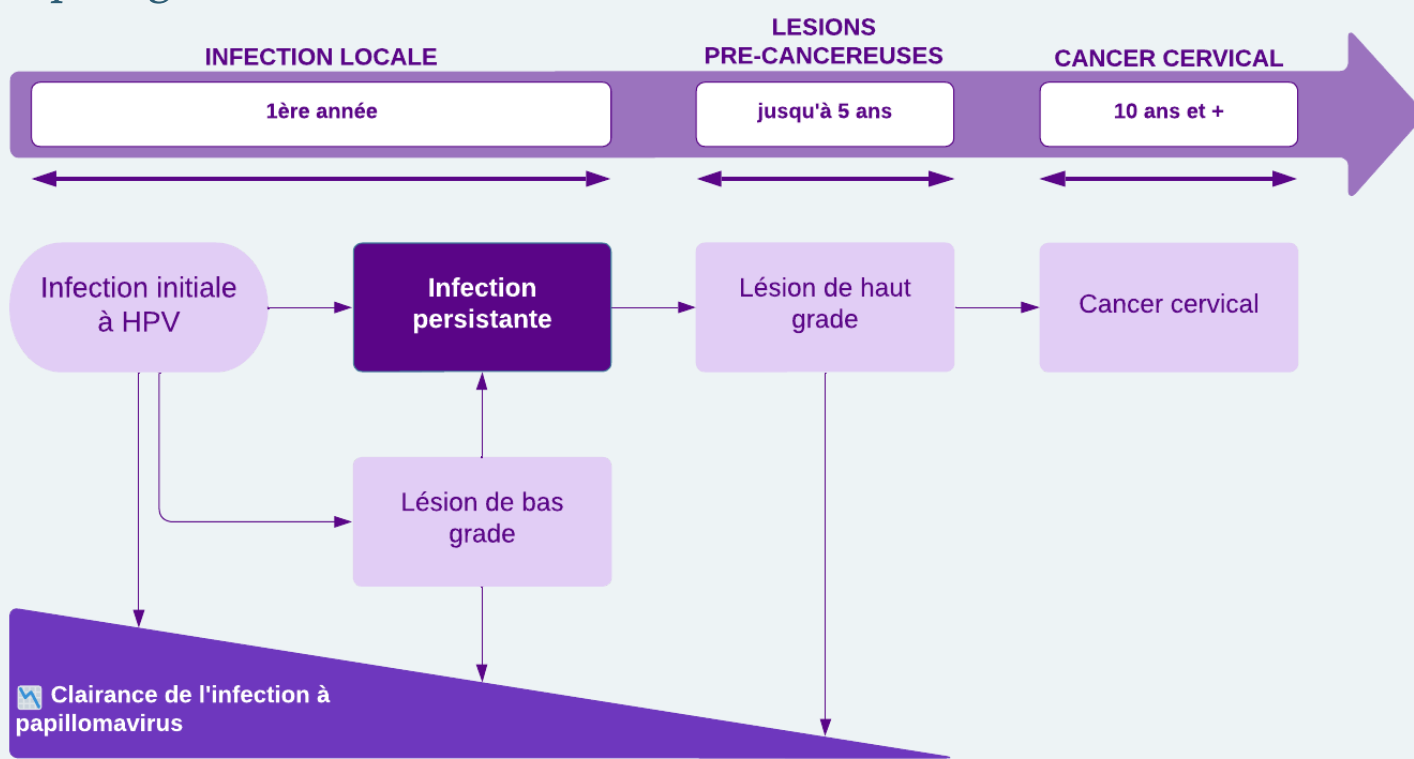 INFECTION LOCALE
LESIONS
PRE-CANCEREUSES
CANCER CERVICAL
1ère année
jusqu'à 5 ans
10 ans et +
Infection initiale
à HPV
Infection
persistante
Lésion de haut
grade
Cancer cervical
Lésion de bas
grade
Clairance de l'infection à
papillomavirus